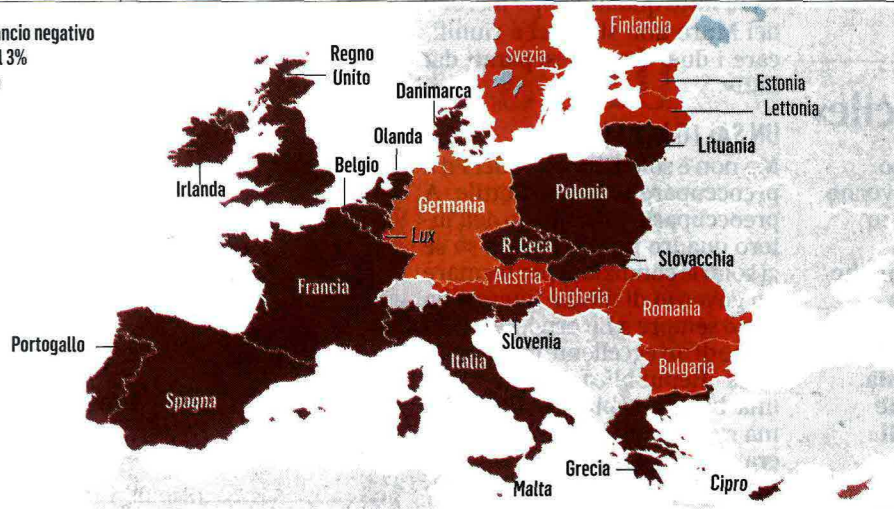 ancio negativo
l 3%
Finlandia
Svezia
Regno
Unito
Estonia
Danimarca
Lettonia
Olanda
Lituania
Belgio
Irlanda
Polonia
Germania
Lux
R. Ceca
Slovacchia
Francia
Austria
Ungheria
Romania
Slovenia
Portogallo
Italia
Bulgaria
Spagna
Grecia
Malta
Cipro